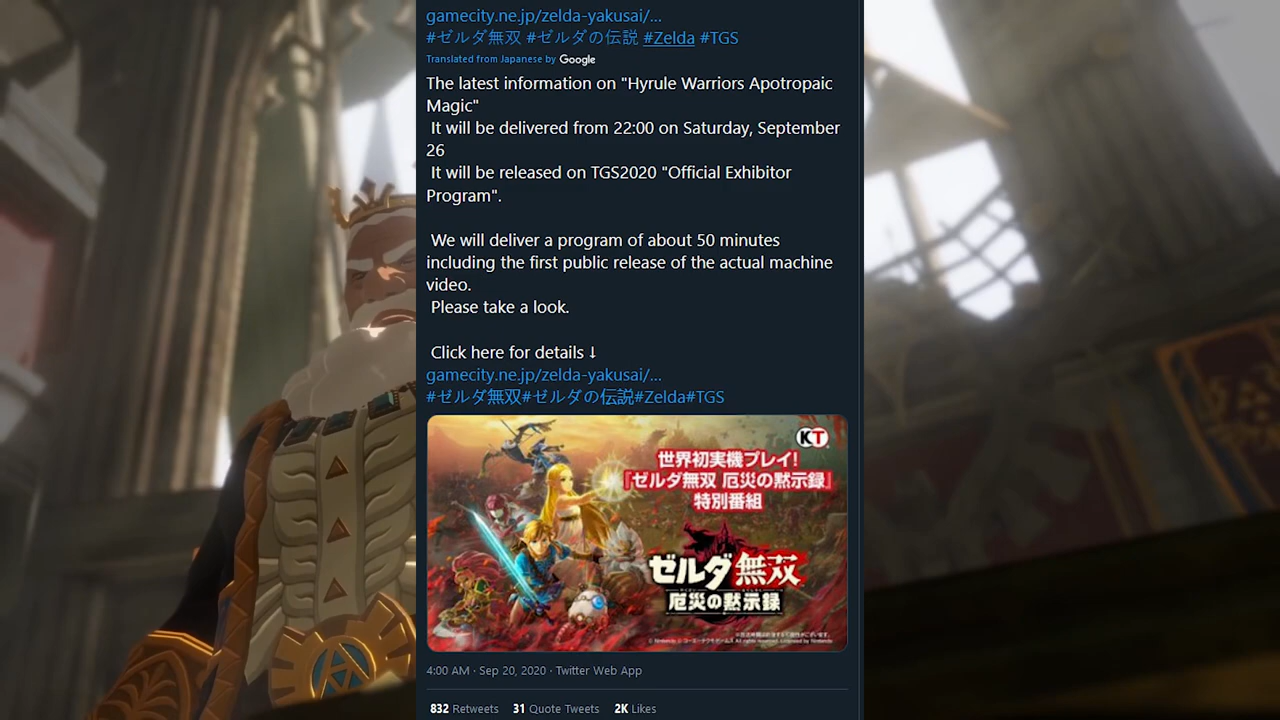 gamecity.ne.jp/zelda-yakusai/...
#ゼルダ無双 #ゼルダの伝説 #Zelda #TGS
Translated from Japanese by Google
The latest information on "Hyrule Warriors Apotropaic
Magic"
It will be delivered from 22:00 on Saturday, September
26
It will be released on TGS2020 "Official Exhibitor
Program".
We will deliver a program of about 50 minutes
including the first public release of the actual machine
video.
Please take a look.
Click here for details ↓
gamecity.ne.jp/zelda-yakusai/...
#ゼルダ無双#ゼルダの伝説#Zelda#TGS
KT
世界初実機プレイ!
『ゼルダ無双 厄災の黙示録』
特別番組
ゼルダ無双
厄災の黙示録
4:00 AM · Sep 20, 2020 · Twitter Web App
832 Retweets 31 Quote Tweets 2K Likes